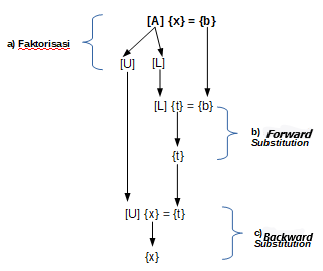 [A] {x} = {b}
a) Faktorisasi
[U] [L]
[L] {t} = {b}
b) Forward
Substitution
{t}
[U] {x} = {t}
c) Backward
Substitution
{x}